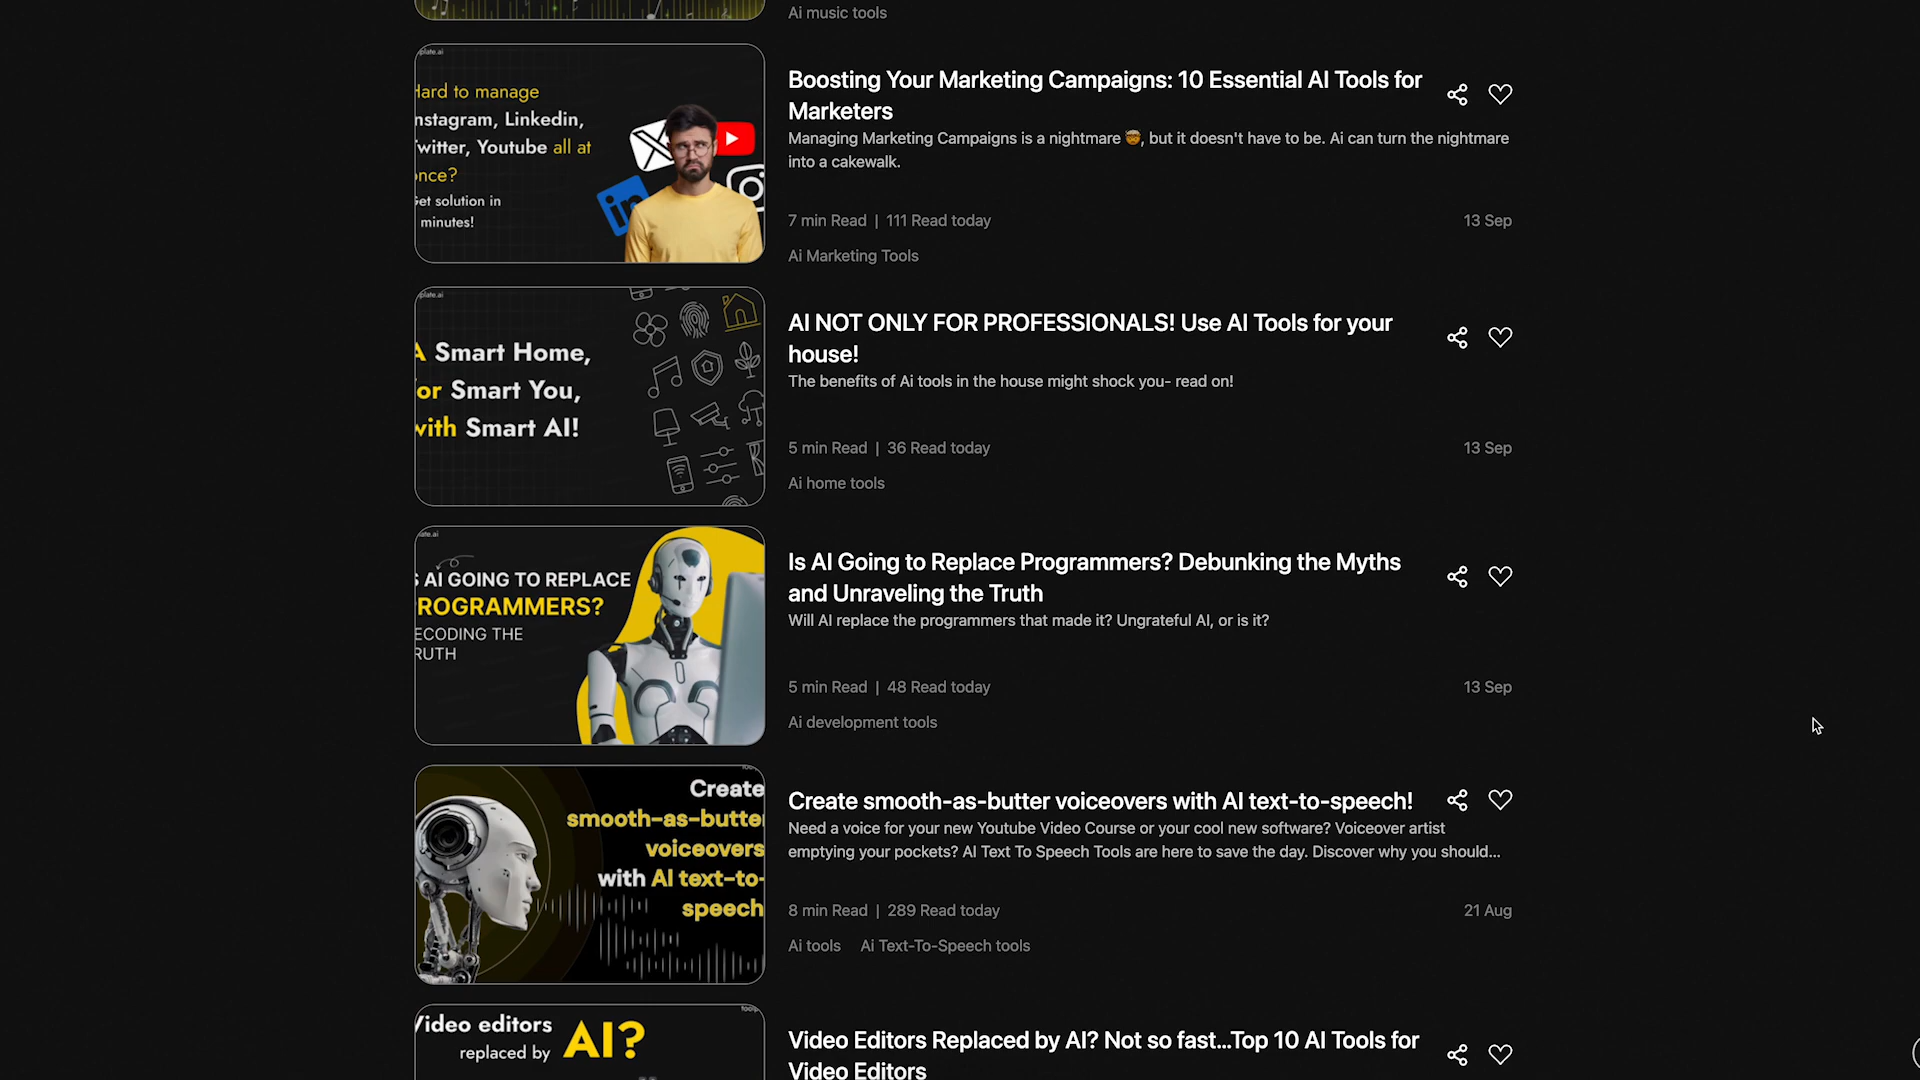 Ai music tools
plate.ai
Hard to manage
nstagram, Linkedin,
witter, Youtube all at
once?
Get solution in
minutes!
Boosting Your Marketing Campaigns: 10 Essential AI Tools for
Marketers
Managing Marketing Campaigns is a nightmare 🤯, but it doesn't have to be. Ai can turn the nightmare
into a cakewalk.
7 min Read | 111 Read today
13 Sep
Ai Marketing Tools
plate.ai
A Smart Home,
or Smart You,
with Smart AI!
AI NOT ONLY FOR PROFESSIONALS! Use AI Tools for your
house!
The benefits of Ai tools in the house might shock you- read on!
5 min Read | 36 Read today
13 Sep
Ai home tools
late.ai
S AI GOING TO REPLACE
ROGRAMMERS?
ECODING THE
RUTH
Is AI Going to Replace Programmers? Debunking the Myths
and Unraveling the Truth
Will AI replace the programmers that made it? Ungrateful AI, or is it?
5 min Read | 48 Read today
13 Sep
Ai development tools
Create
smooth-as-butter
voiceovers
with AI text-to-
speech
Create smooth-as-butter voiceovers with AI text-to-speech!
Need a voice for your new Youtube Video Course or your cool new software? Voiceover artist
emptying your pockets? AI Text To Speech Tools are here to save the day. Discover why you should...
8 min Read | 289 Read today
21 Aug
Ai tools Ai Text-To-Speech tools
Video editors
replaced by AI?
Video Editors Replaced by AI? Not so fast...Top 10 AI Tools for
Video Editors